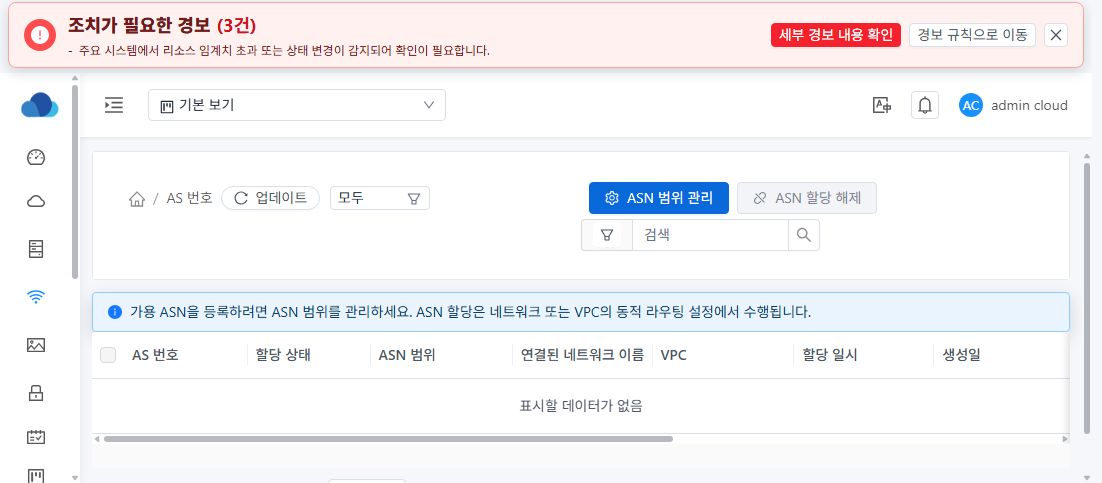 조치가 필요한 경보 (3건)
- 주요 시스템에서 리소스 임계치 초과 또는 상태 변경이 감지되어 확인이 필요합니다.
세부 경보 내용 확인
경보 규칙으로 이동
기본 보기
AC admin cloud
/ AS 번호 업데이트 모두
ASN 범위 관리
ASN 할당 해제
검색
가용 ASN을 등록하려면 ASN 범위를 관리하세요. ASN 할당은 네트워크 또는 VPC의 동적 라우팅 설정에서 수행됩니다.
AS 번호 할당 상태 ASN 범위 연결된 네트워크 이름 VPC 할당 일시 생성일
표시할 데이터가 없음